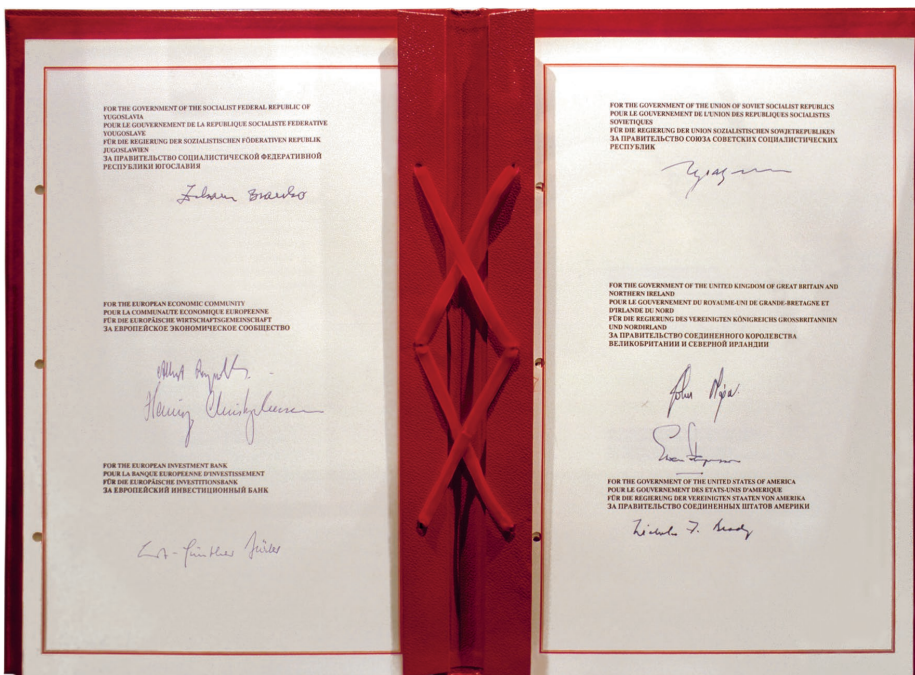 FOR THE GOVERNMENT OF THE SOCIALIST FEDERAL REPUBLIC OF
YUGOSLAVIA
POUR LE GOUVERNEMENT DE LA REPUBLIQUE SOCIALISTE FEDERATIVE
YOUGOSLAVE
FÜR DIE REGIERUNG DER SOZIALISTISCHEN FÖDERATIVEN REPUBLIK
JUGOSLAWIEN
ЗА ПРАВИТЕЛЬСТВО СОЦИАЛИСТИЧЕСКОЙ ФЕДЕРАТИВНОЙ
РЕСПУБЛИКИ ЮГОСЛАВИЯ
FOR THE EUROPEAN ECONOMIC COMMUNITY
POUR LA COMMUNAUTE ECONOMIQUE EUROPEENNE
FÜR DIE EUROPÄISCHE WIRTSCHAFTSGEMEINSCHAFT
ЗА ЕВРОПЕЙСКОЕ ЭКОНОМИЧЕСКОЕ СООБЩЕСТВО
Henning Christophersen
FOR THE EUROPEAN INVESTMENT BANK
POUR LA BANQUE EUROPEENNE D'INVESTISSEMENT
FÜR DIE EUROPÄISCHE INVESTITIONSBANK
ЗА ЕВРОПЕЙСКИЙ ИНВЕСТИЦИОННЫЙ БАНК
FOR THE GOVERNMENT OF THE UNION OF SOVIET SOCIALIST REPUBLICS
POUR LE GOUVERNEMENT DE L'UNION DES REPUBLIQUES SOCIALISTES
SOVIETIQUES
FÜR DIE REGIERUNG DER UNION SOZIALISTISCHEN SOWJETREPUBLIKEN
ЗА ПРАВИТЕЛЬСТВО СОЮЗА СОВЕТСКИХ СОЦИАЛИСТИЧЕСКИХ
РЕСПУБЛИК
FOR THE GOVERNMENT OF THE UNITED KINGDOM OF GREAT BRITAIN AND
NORTHERN IRELAND
POUR LE GOUVERNEMENT DU ROYAUME-UNI DE GRANDE-BRETAGNE ET
D'IRLANDE DU NORD
FÜR DIE REGIERUNG DES VEREINIGTEN KÖNIGREICHS GROSSBRITANNIEN
UND NORDIRLAND
ЗА ПРАВИТЕЛЬСТВО СОЕДИНЕННОГО КОРОЛЕВСТВА
ВЕЛИКОБРИТАНИИ И СЕВЕРНОЙ ИРЛАНДИИ
John Major
FOR THE GOVERNMENT OF THE UNITED STATES OF AMERICA
POUR LE GOUVERNEMENT DES ETATS-UNIS D'AMERIQUE
FÜR DIE REGIERUNG DER VEREINIGTEN STAATEN VON AMERIKA
ЗА ПРАВИТЕЛЬСТВО СОЕДИНЕННЫХ ШТАТОВ АМЕРИКИ
Nicholas F. Brady